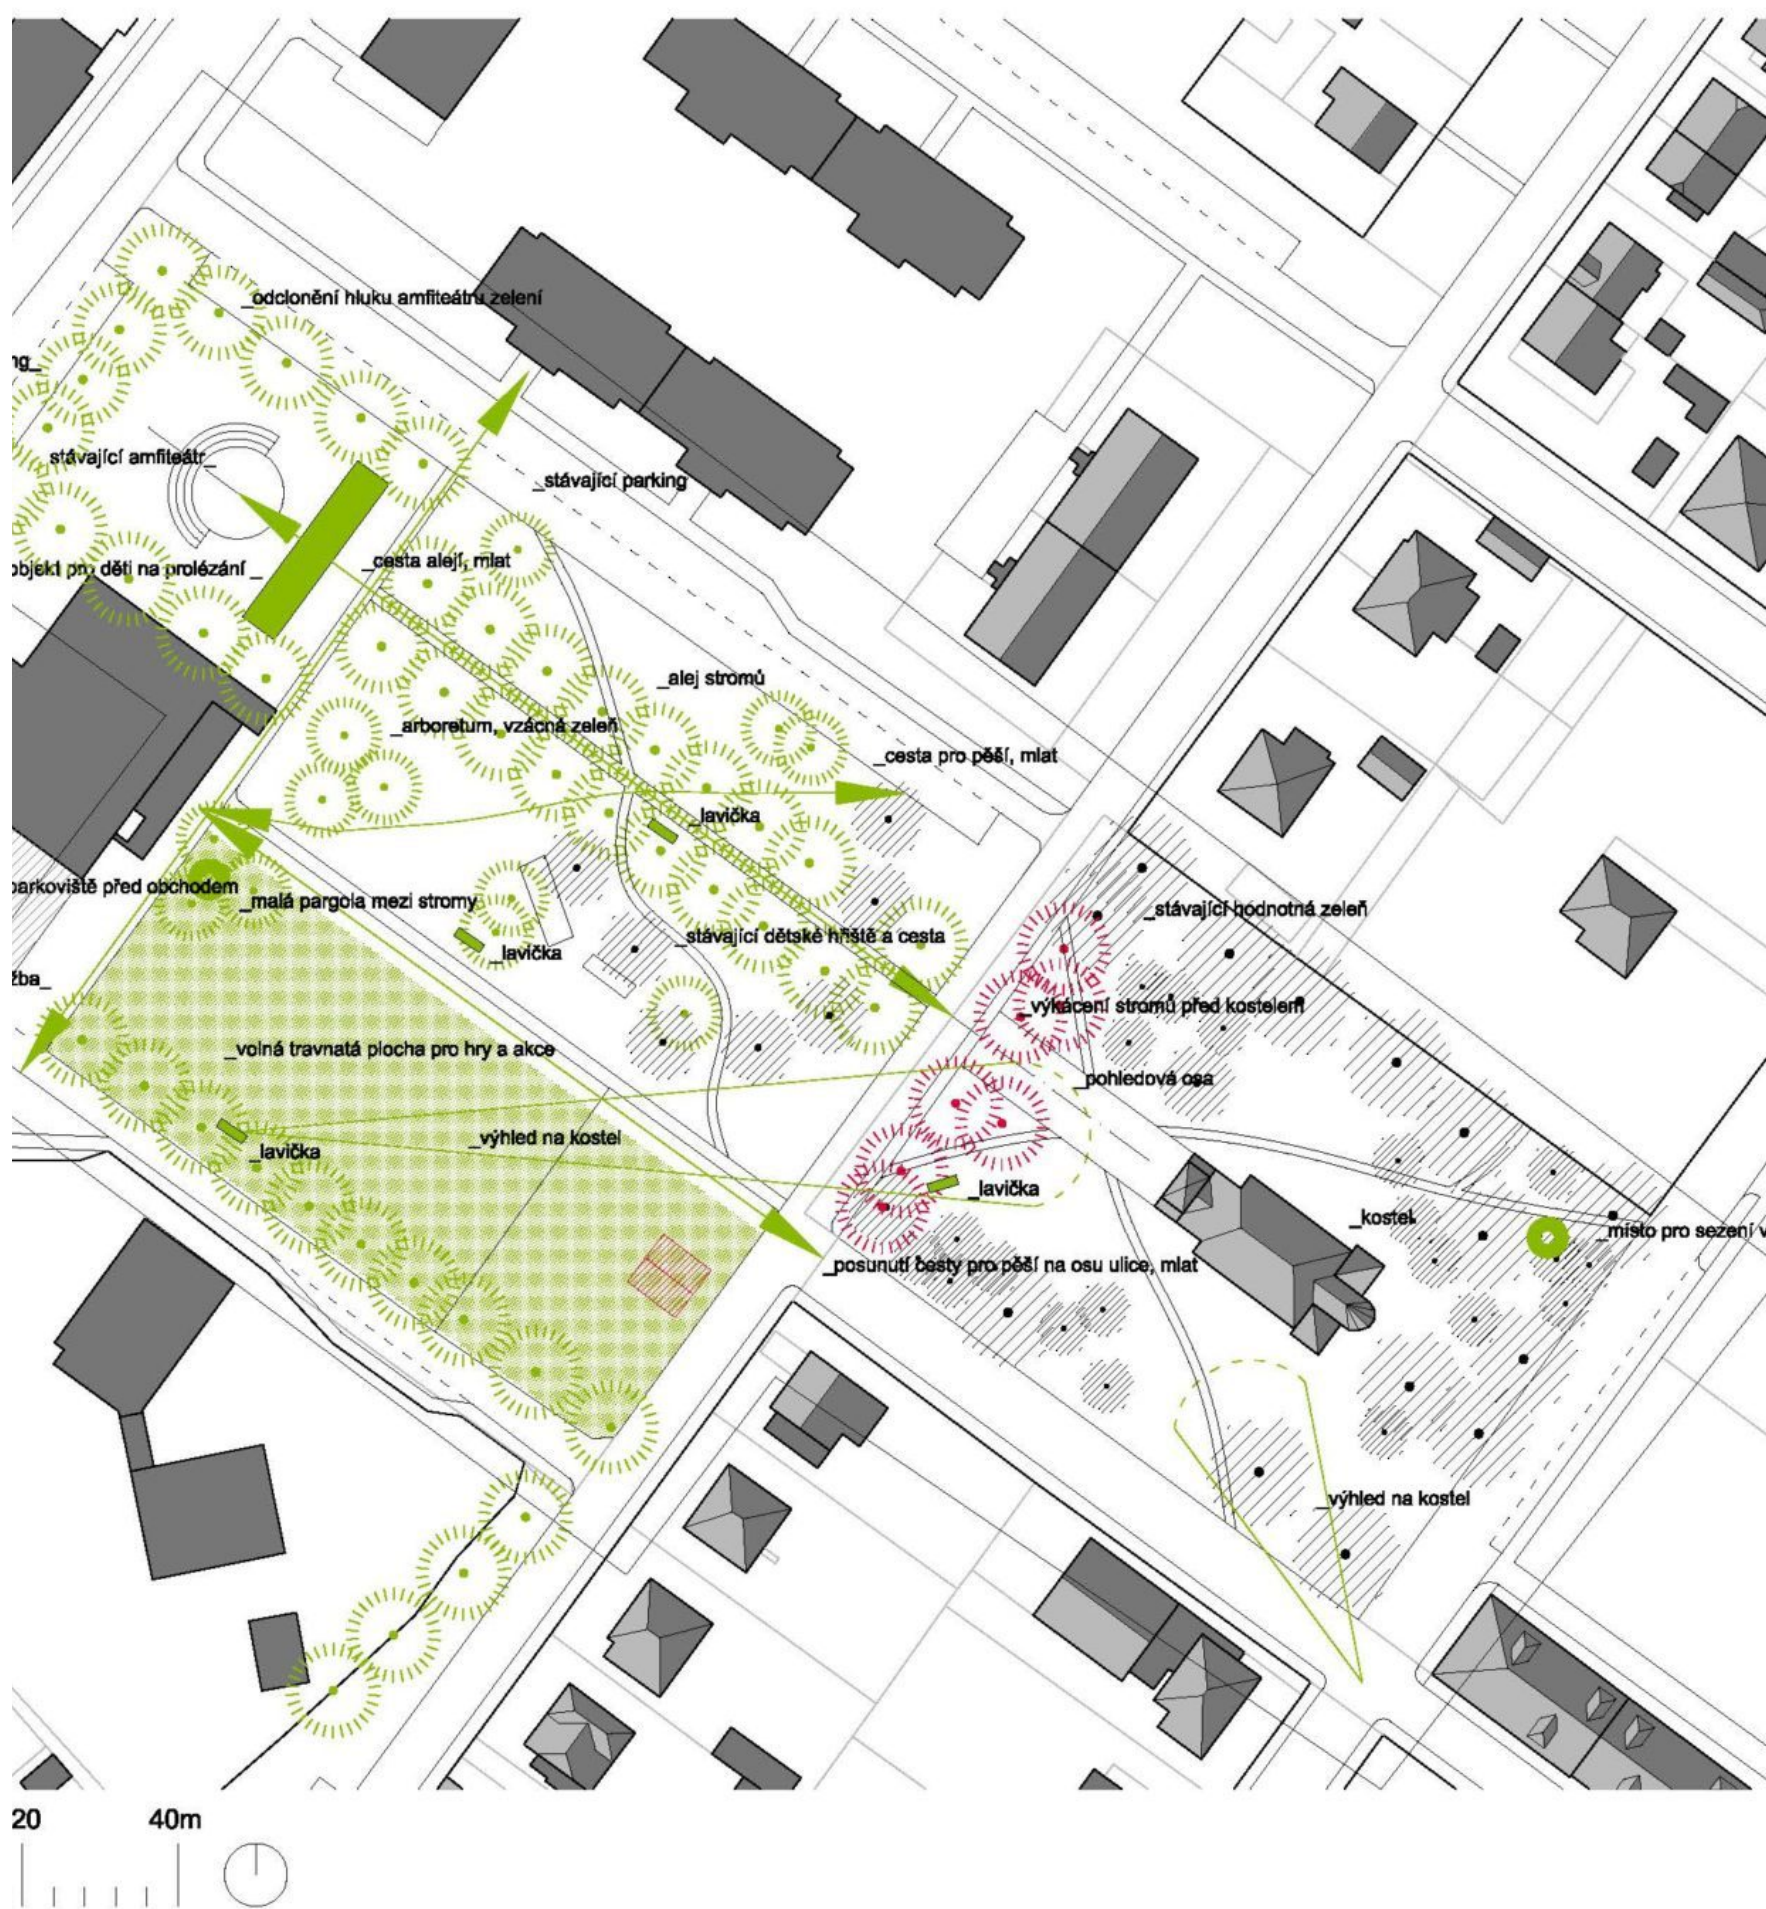 _odclonění hluku amfiteátru zelení
ng_
stávající amfiteátr_
_stávající parking
_cesta alejí, mlat
objekt pro děti na prolézání _
_alej stromů
_arboretum, vzácná zeleň
_cesta pro pěší, mlat
_lavička
parkoviště před obchodem
_malá pargola mezi stromy
_stávající hodnotná zeleň
_stávající dětské hřiště a cesta
_lavička
žba_
_výkácení stromů před kostelem
_volná travnatá plocha pro hry a akce
_pohledová osa
_výhled na kostel
_lavička
_lavička
_kostel
_místo pro sezení v
_posunutí cesty pro pěší na osu ulice, mlat
_výhled na kostel
20 40m